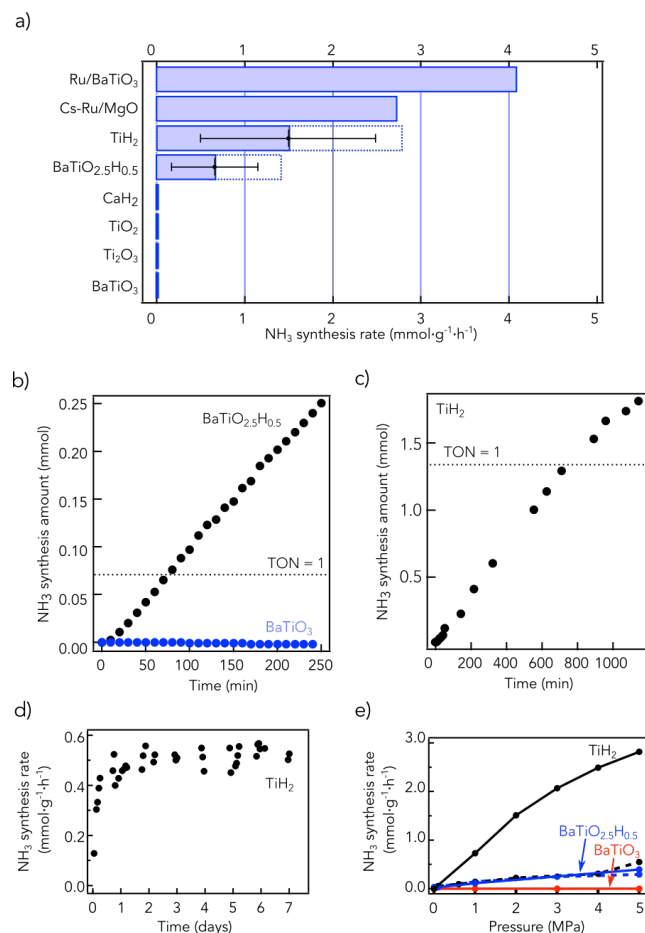 a)
0 1 2 3 4 5
Ru/BaTiO₃
Cs-Ru/MgO
TiH₂
BaTiO₂.₅H₀.₅
CaH₂
TiO₂
Ti₂O₃
BaTiO₃
0 1 2 3 4 5
NH₃ synthesis rate (mmol·g⁻¹·h⁻¹)
b)
NH₃ synthesis amount (mmol)
0.25
0.20
0.15
0.10
0.05
0.00
BaTiO₂.₅H₀.₅
TON = 1
BaTiO₃
0 50 100 150 200 250
Time (min)
c)
NH₃ synthesis amount (mmol)
1.5
1.0
0.5
TiH₂
TON = 1
0 200 400 600 800 1000
Time (min)
d)
NH₃ synthesis rate
(mmol·g⁻¹·h⁻¹)
0.6
0.4
0.2
0.0
TiH₂
0 1 2 3 4 5 6 7
Time (days)
e)
NH₃ synthesis rate
(mmol·g⁻¹·h⁻¹)
3.0
2.0
1.0
0.0
TiH₂
BaTiO₂.₅H₀.₅
BaTiO₃
0 1 2 3 4 5
Pressure (MPa)